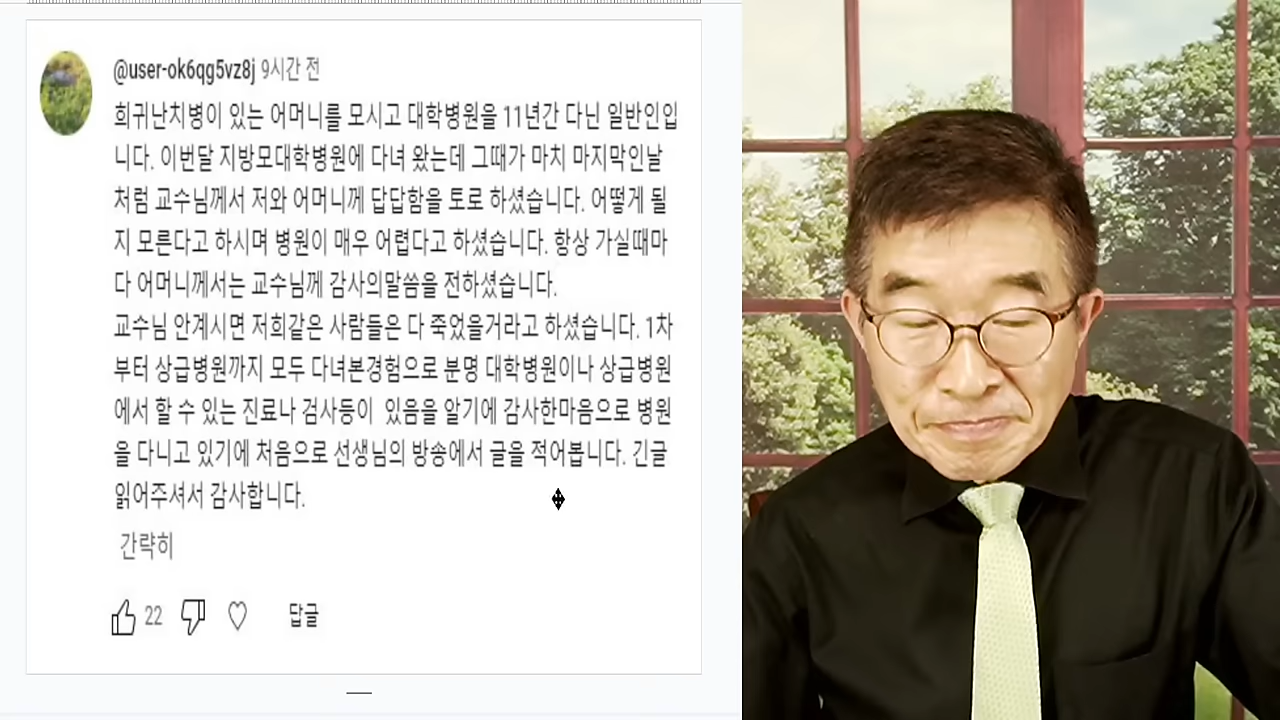 @user-ok6qg5vz8j 9시간 전
희귀난치병이 있는 어머니를 모시고 대학병원을 11년간 다닌 일반인입
니다. 이번달 지방모대학병원에 다녀 왔는데 그때가 마치 마지막인날
처럼 교수님께서 저와 어머니께 답답함을 토로 하셨습니다. 어떻게 될
지 모른다고 하시며 병원이 매우 어렵다고 하셨습니다. 항상 가실때마
다 어머니께서는 교수님께 감사의말씀을 전하셨습니다.
교수님 안계시면 저희같은 사람들은 다 죽었을거라고 하셨습니다. 1차
부터 상급병원까지 모두 다녀본경험으로 분명 대학병원이나 상급병원
에서 할 수 있는 진료나 검사등이 있음을 알기에 감사한마음으로 병원
을 다니고 있기에 처음으로 선생님의 방송에서 글을 적어봅니다. 긴글
읽어주셔서 감사합니다.
간략히
22 답글